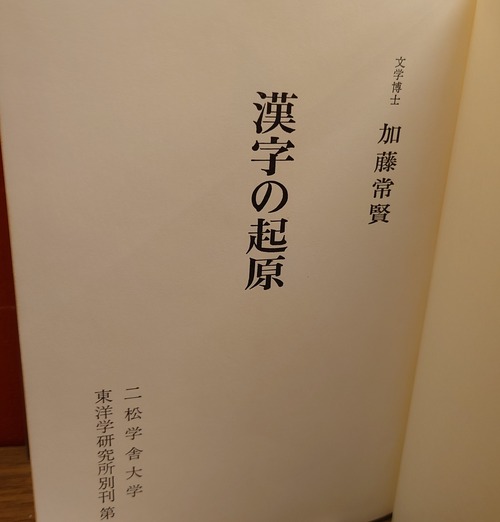 文学博士 加藤常賢
漢字の起原
二松学舎大学
東洋学研究所別刊第